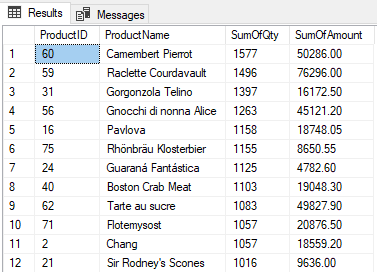 Results Messages
ProductID ProductName SumOfQty SumOfAmount
1 60 Camembert Pierrot 1577 50286.00
2 59 Raclette Courdavault 1496 76296.00
3 31 Gorgonzola Telino 1397 16172.50
4 56 Gnocchi di nonna Alice 1263 45121.20
5 16 Pavlova 1158 18748.05
6 75 Rhönbräu Klosterbier 1155 8650.55
7 24 Guaraná Fantástica 1125 4782.60
8 40 Boston Crab Meat 1103 19048.30
9 62 Tarte au sucre 1083 49827.90
10 71 Flotemysost 1057 20876.50
11 2 Chang 1057 18559.20
12 21 Sir Rodney's Scones 1016 9636.00